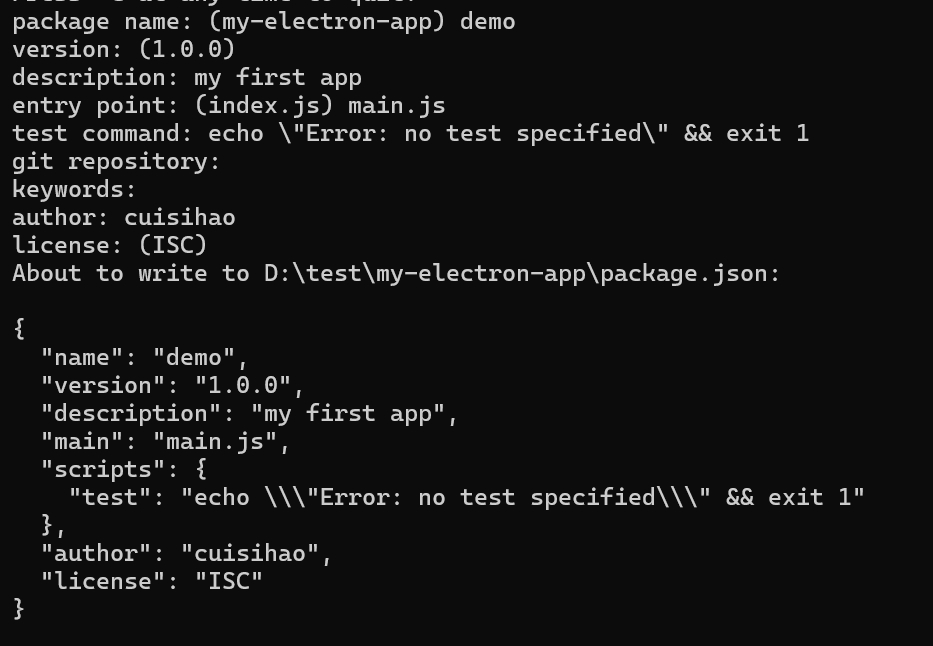 package name: (my-electron-app) demo
version: (1.0.0)
description: my first app
entry point: (index.js) main.js
test command: echo \"Error: no test specified\" && exit 1
git repository:
keywords:
author: cuisihao
license: (ISC)
About to write to D:\test\my-electron-app\package.json:

{
  "name": "demo",
  "version": "1.0.0",
  "description": "my first app",
  "main": "main.js",
  "scripts": {
    "test": "echo \\\"Error: no test specified\\\" && exit 1"
  },
  "author": "cuisihao",
  "license": "ISC"
}